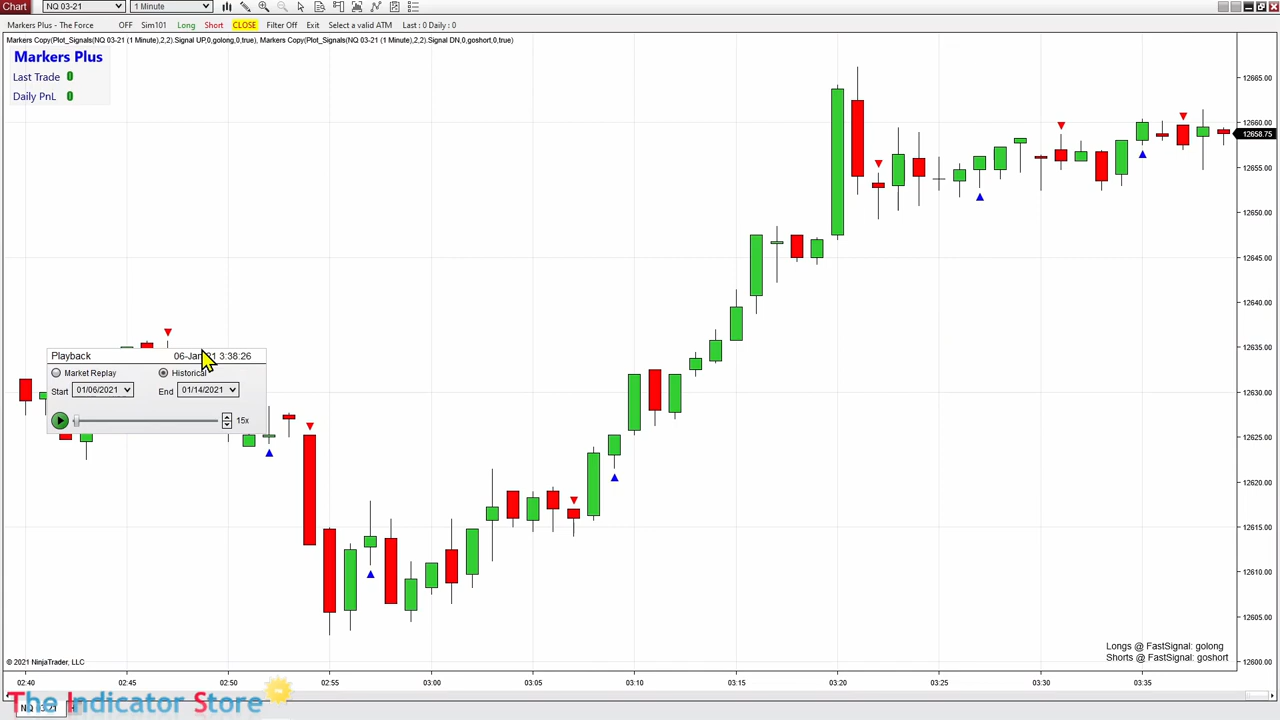 Chart NQ 03-21 1 Minute
Markers Plus - The Force OFF Sim101 Long Short CLOSE Filter Off Exit Select a valid ATM Last : 0 Daily : 0
Markers Copy(Plot_Signals(NQ 03-21 (1 Minute),2,2).Signal UP,0,golong,0,true), Markers Copy(Plot_Signals(NQ 03-21 (1 Minute),2,2).Signal DN,0,goshort,0,true)
Markers Plus
Last Trade 0
Daily PnL 0
12665.00
12660.00
12658.75
12655.00
12650.00
12645.00
12640.00
12635.00
12630.00
12625.00
12620.00
12615.00
12610.00
12605.00
12600.00
Playback 3:38:26
Market Replay Historical
Start 01/06/2021 End 01/14/2021
15x
Longs @ FastSignal: golong
Shorts @ FastSignal: goshort
© 2021 NinjaTrader, LLC
02:40 02:45 02:50 02:55 03:00 03:05 03:10 03:15 03:20 03:25 03:30 03:35
The Indicator Store
NQ 03-21